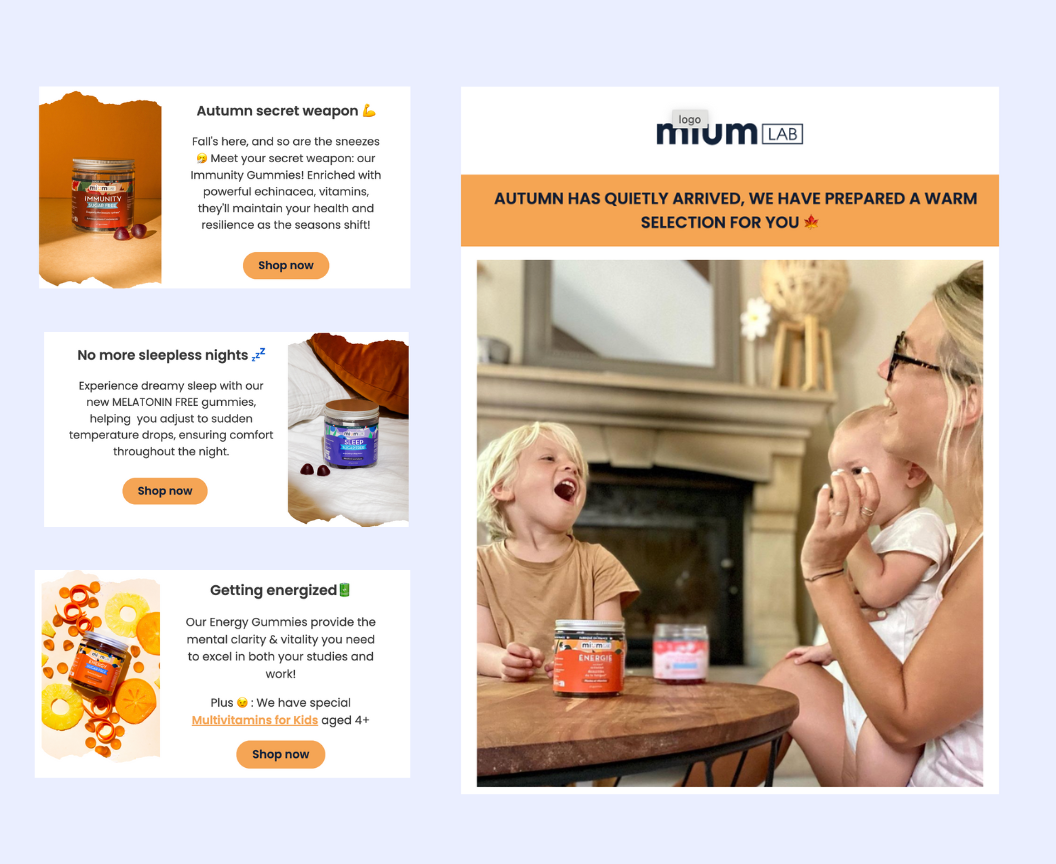 Autumn secret weapon 💪
Fall's here, and so are the sneezes
🤧 Meet your secret weapon: our
Immunity Gummies! Enriched with
powerful echinacea, vitamins,
they'll maintain your health and
resilience as the seasons shift!
Shop now
IMMUNITY
SUGAR FREE
No more sleepless nights 💤
Experience dreamy sleep with our
new MELATONIN FREE gummies,
helping you adjust to sudden
temperature drops, ensuring comfort
throughout the night.
Shop now
mium
SLEEP
Getting energized🔋
Our Energy Gummies provide the
mental clarity & vitality you need
to excel in both your studies and
work!
Plus 😉 : We have special
Multivitamins for Kids aged 4+
Shop now
logo
mium LAB
AUTUMN HAS QUIETLY ARRIVED, WE HAVE PREPARED A WARM
SELECTION FOR YOU 🍁
mium
ENERGIE